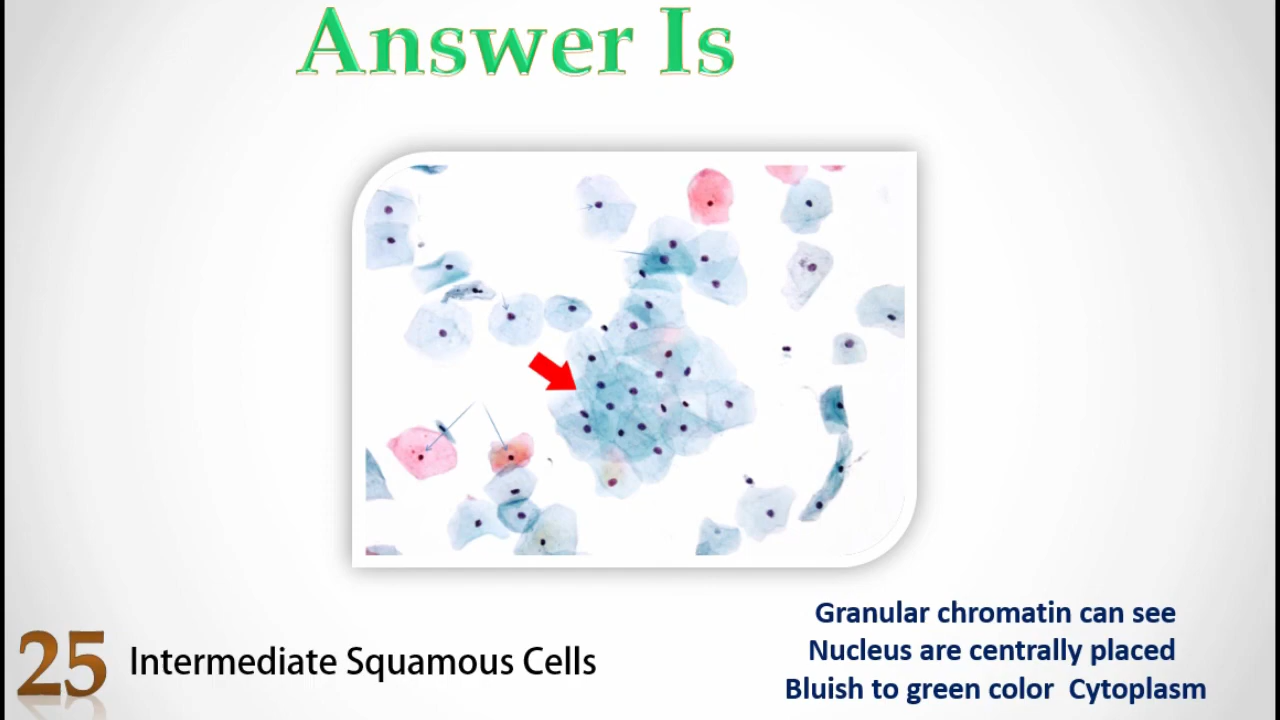 Answer Is
25 Intermediate Squamous Cells
Granular chromatin can see
Nucleus are centrally placed
Bluish to green color Cytoplasm